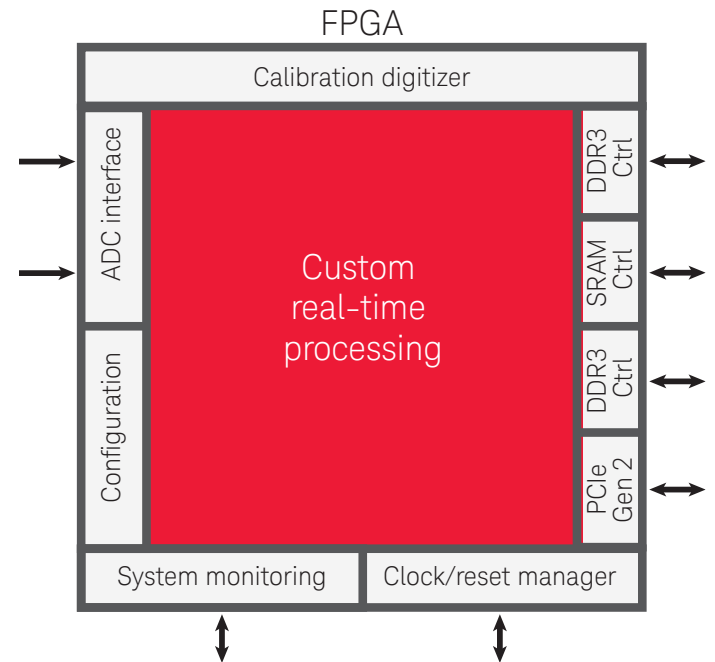 FPGA
Calibration digitizer
ADC interface
Configuration
Custom
real-time
processing
DDR3
Ctrl
SRAM
Ctrl
DDR3
Ctrl
PCIe
Gen 2
System monitoring
Clock/reset manager